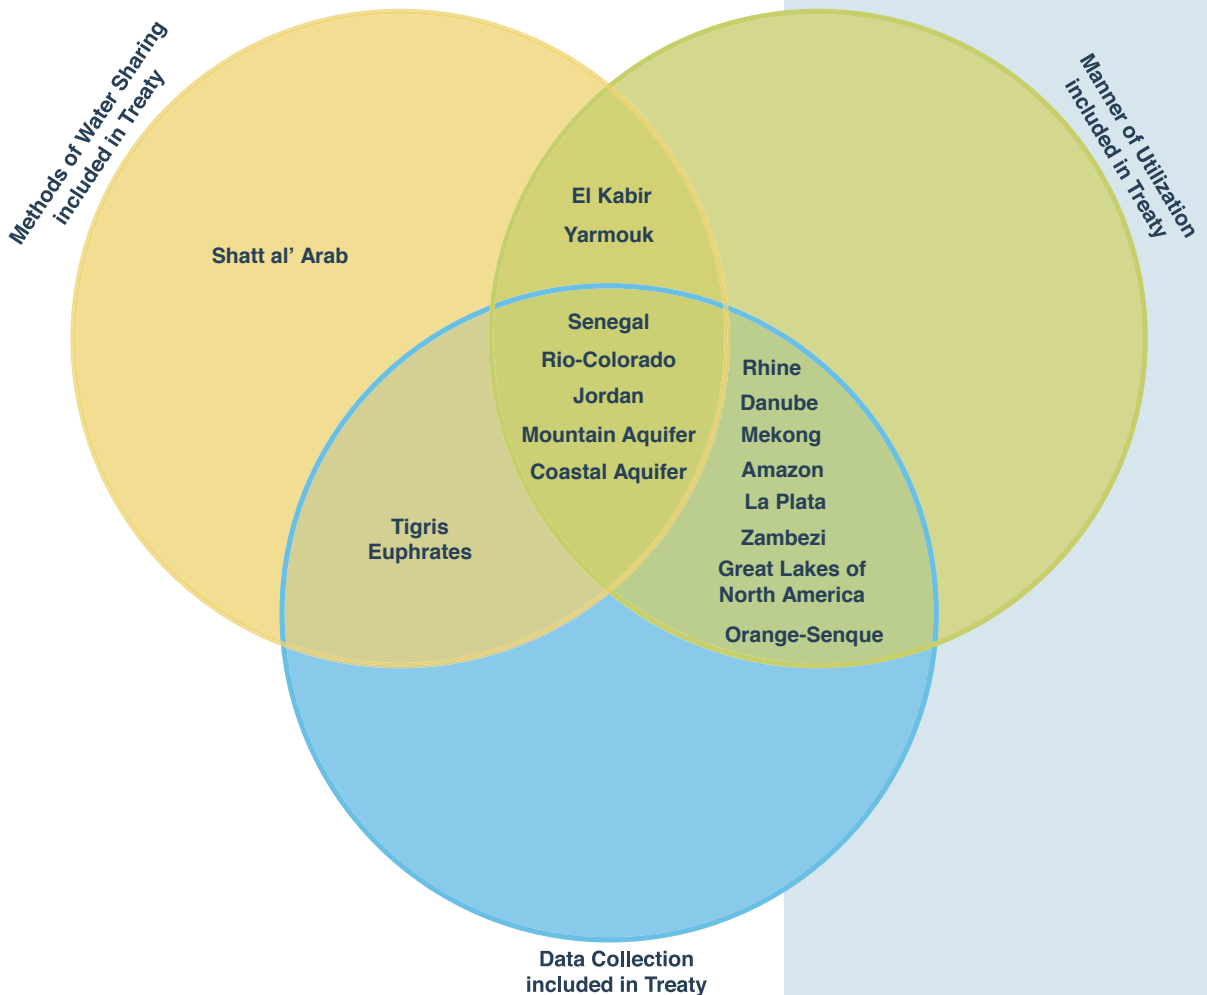 Methods of Water Sharing
included in Treaty
Manner of Utilization
included in Treaty
El Kabir
Yarmouk
Shatt al’ Arab
Senegal
Rio-Colorado
Jordan
Mountain Aquifer
Coastal Aquifer
Rhine
Danube
Mekong
Amazon
La Plata
Zambezi
Great Lakes of
North America
Orange-Senque
Tigris
Euphrates
Data Collection
included in Treaty